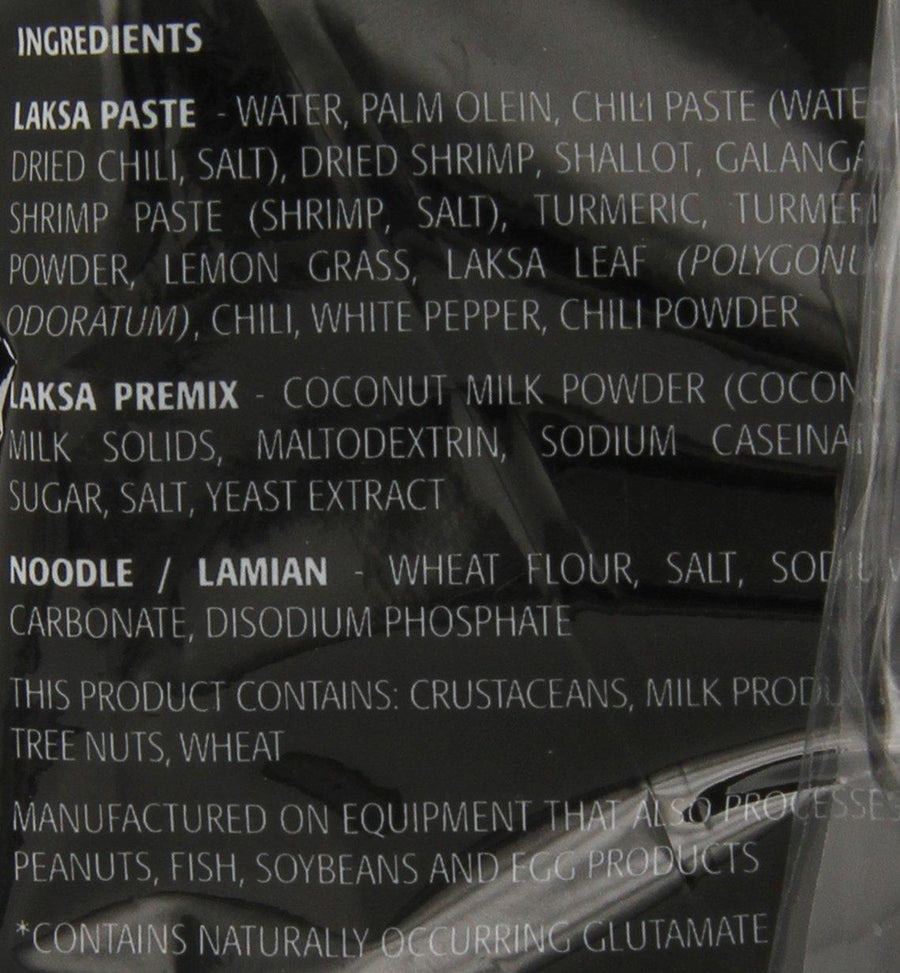 INGREDIENTS
LAKSA PASTE - WATER, PALM OLEIN, CHILI PASTE (WATE
DRIED CHILI, SALT), DRIED SHRIMP, SHALLOT, GALANGA
SHRIMP PASTE (SHRIMP, SALT), TURMERIC, TURMERI
POWDER, LEMON GRASS, LAKSA LEAF (POLYGONU
ODORATUM), CHILI, WHITE PEPPER, CHILI POWDER
LAKSA PREMIX - COCONUT MILK POWDER (COCONU
MILK SOLIDS, MALTODEXTRIN, SODIUM CASEINAT
SUGAR, SALT, YEAST EXTRACT
NOODLE / LAMIAN - WHEAT FLOUR, SALT, SODIUM
CARBONATE, DISODIUM PHOSPHATE
THIS PRODUCT CONTAINS: CRUSTACEANS, MILK PRODU
TREE NUTS, WHEAT
MANUFACTURED ON EQUIPMENT THAT ALSO PROCESSES
PEANUTS, FISH, SOYBEANS AND EGG PRODUCTS
*CONTAINS NATURALLY OCCURRING GLUTAMATE